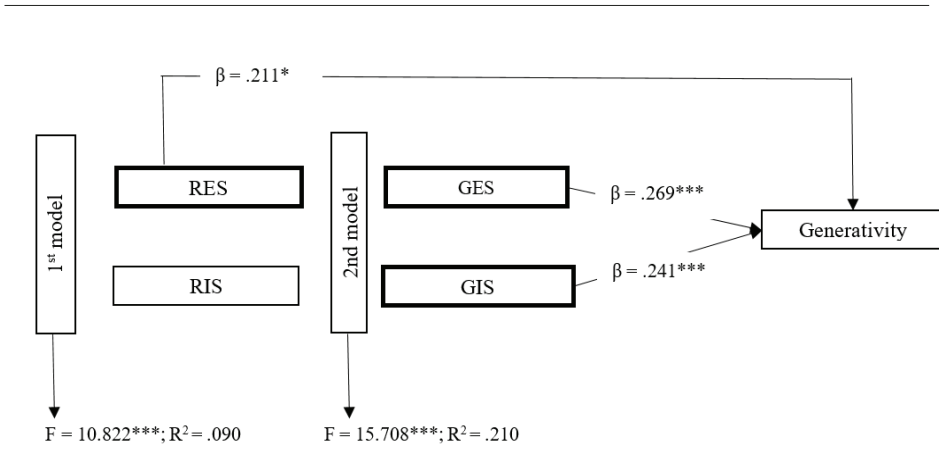 β = .211*
1st model
RES
RIS
2nd model
GES
GIS
β = .269***
β = .241***
Generativity
F = 10.822***; R² = .090
F = 15.708***; R² = .210